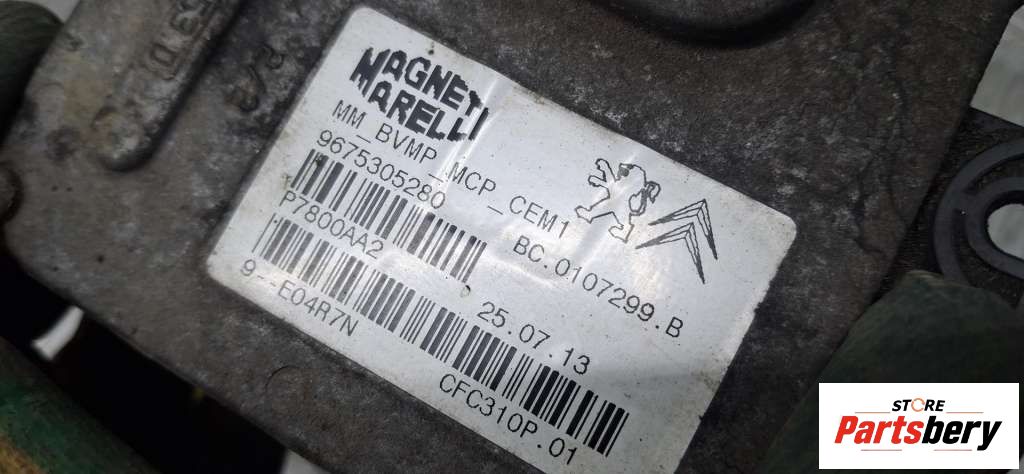 MAGNETI
MARELLI
MM_BVMP_MCP_CEM1
9675305280
BC.0107299.B
P7800AA2
25.07.13
9--E04R7N
CFC310P.01
STORE
Partsbery